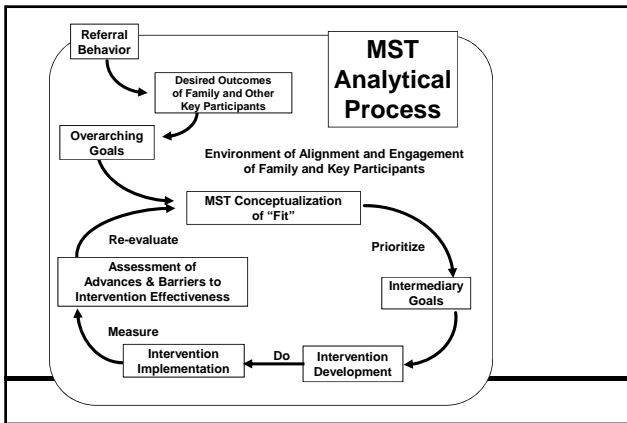 Referral
Behavior
MST
Analytical
Process
Desired Outcomes
of Family and Other
Key Participants
Overarching
Goals
Environment of Alignment and Engagement
of Family and Key Participants
MST Conceptualization
of “Fit”
Re-evaluate
Prioritize
Assessment of
Advances & Barriers to
Intervention Effectiveness
Intermediary
Goals
Measure
Do
Intervention
Implementation
Intervention
Development